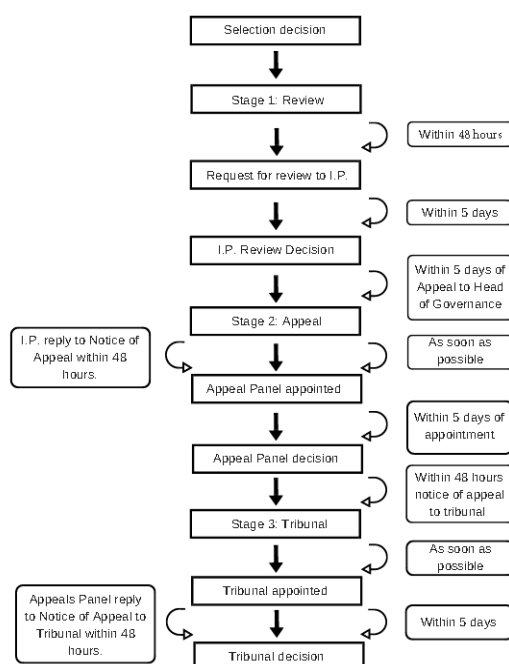 Selection decision
Stage 1: Review
Within 48 hours
Request for review to I.P.
Within 5 days
I.P. Review Decision
Within 5 days of
Appeal to Head
of Governance
Stage 2: Appeal
I.P. reply to Notice of
Appeal within 48
hours.
As soon as
possible
Appeal Panel appointed
Within 5 days of
appointment
Appeal Panel decision
Within 48 hours
notice of appeal
to tribunal
Stage 3: Tribunal
As soon as
possible
Tribunal appointed
Appeals Panel reply
to Notice of Appeal to
Tribunal within 48
hours.
Within 5 days
Tribunal decision